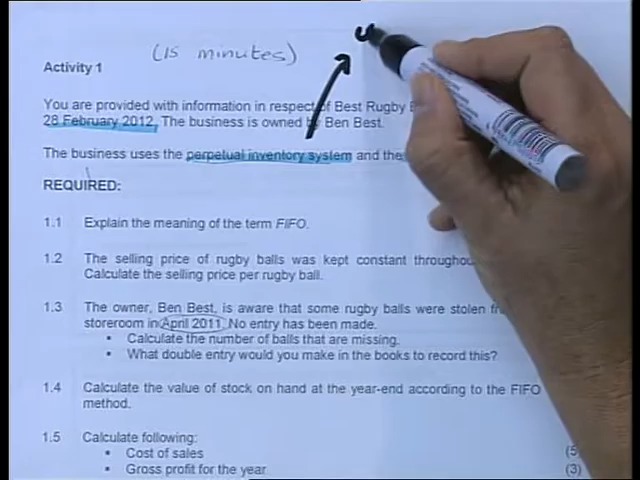 (15 minutes)
Activity 1
You are provided with information in respect of Best Rugby
28 February 2012. The business is owned by Ben Best.
The business uses the perpetual inventory system and the
REQUIRED:
1.1 Explain the meaning of the term FIFO.
1.2 The selling price of rugby balls was kept constant
Calculate the selling price per rugby ball.
1.3 The owner, Ben Best, is aware that some rugby balls were stolen
storeroom in April 2011. No entry has been made.
• Calculate the number of balls that are missing.
• What double entry would you make in the books to record this?
1.4 Calculate the value of stock on hand at the year-end according to the FIFO
method.
1.5 Calculate following:
• Cost of sales (5)
• Gross profit for the year (3)